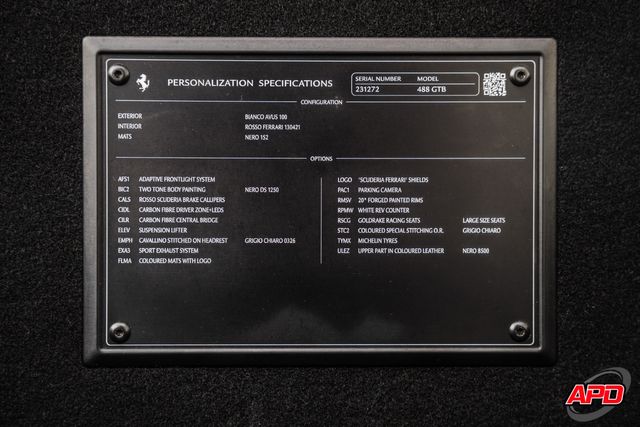 PERSONALIZATION SPECIFICATIONS
SERIAL NUMBER MODEL
231272 488 GTB
CONFIGURATION
EXTERIOR BIANCO AVUS 100
INTERIOR ROSSO FERRARI 130421
MATS NERO 152
OPTIONS
AFS1 ADAPTIVE FRONTLIGHT SYSTEM
BIC2 TWO TONE BODY PAINTING NERO DS 1250
CALS ROSSO SCUDERIA BRAKE CALLIPERS
CIDL CARBON FIBRE DRIVER ZONE+LEDS
CILR CARBON FIBRE CENTRAL BRIDGE
ELEV SUSPENSION LIFTER
EMPH CAVALLINO STITCHED ON HEADREST GRIGIO CHIARO 0326
EXA3 SPORT EXHAUST SYSTEM
FLMA COLOURED MATS WITH LOGO
LOGO "SCUDERIA FERRARI" SHIELDS
PAC1 PARKING CAMERA
RMSV 20" FORGED PAINTED RIMS
RPMW WHITE REV COUNTER
RSCG GOLDRAKE RACING SEATS LARGE SIZE SEATS
STC2 COLOURED SPECIAL STITCHING O.R. GRIGIO CHIARO
TYMX MICHELIN TYRES
ULEZ UPPER PART IN COLOURED LEATHER NERO 8500
APD